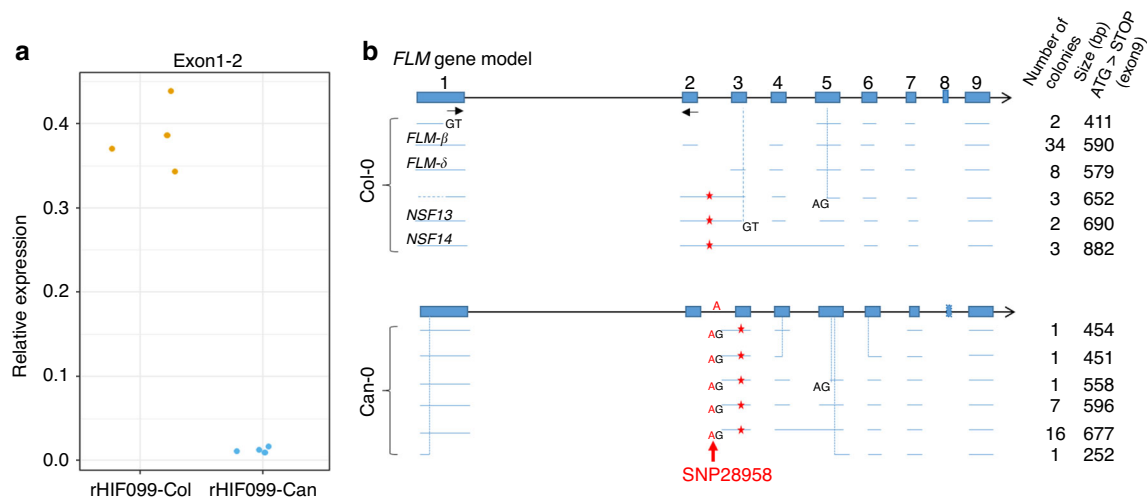 a
Exon1-2
Relative expression
0.4
0.3
0.2
0.1
0.0
rHIF099-Col
rHIF099-Can
b
FLM gene model
Number of colonies
Size (bp)
ATG > STOP
(exon9)
1 2 3 4 5 6 7 8 9
Col-0
GT
2 411
FLM-β
34 590
FLM-δ
8 579
AG
3 652
NSF13
GT
2 690
NSF14
3 882
A
Can-0
AG
1 454
AG
1 451
AG
AG
1 558
AG
7 596
AG
16 677
1 252
SNP28958